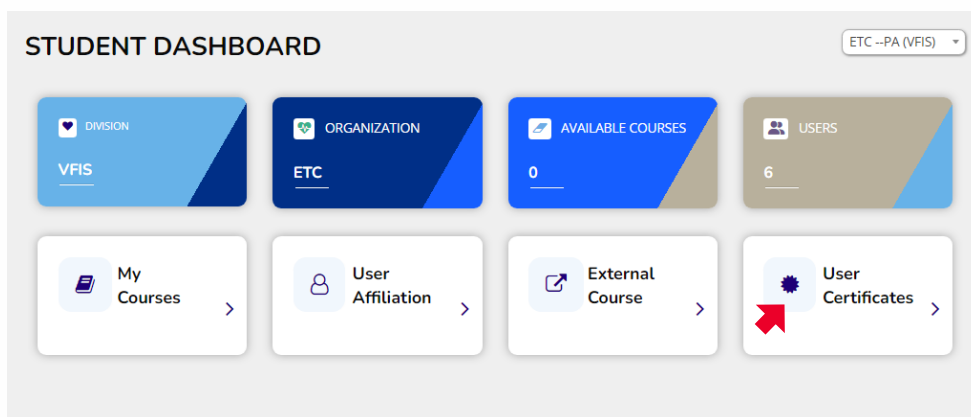 STUDENT DASHBOARD
ETC --PA (VFIS)
DIVISION
VFIS
ORGANIZATION
ETC
AVAILABLE COURSES
0
USERS
6
My
Courses
User
Affiliation
External
Course
User
Certificates